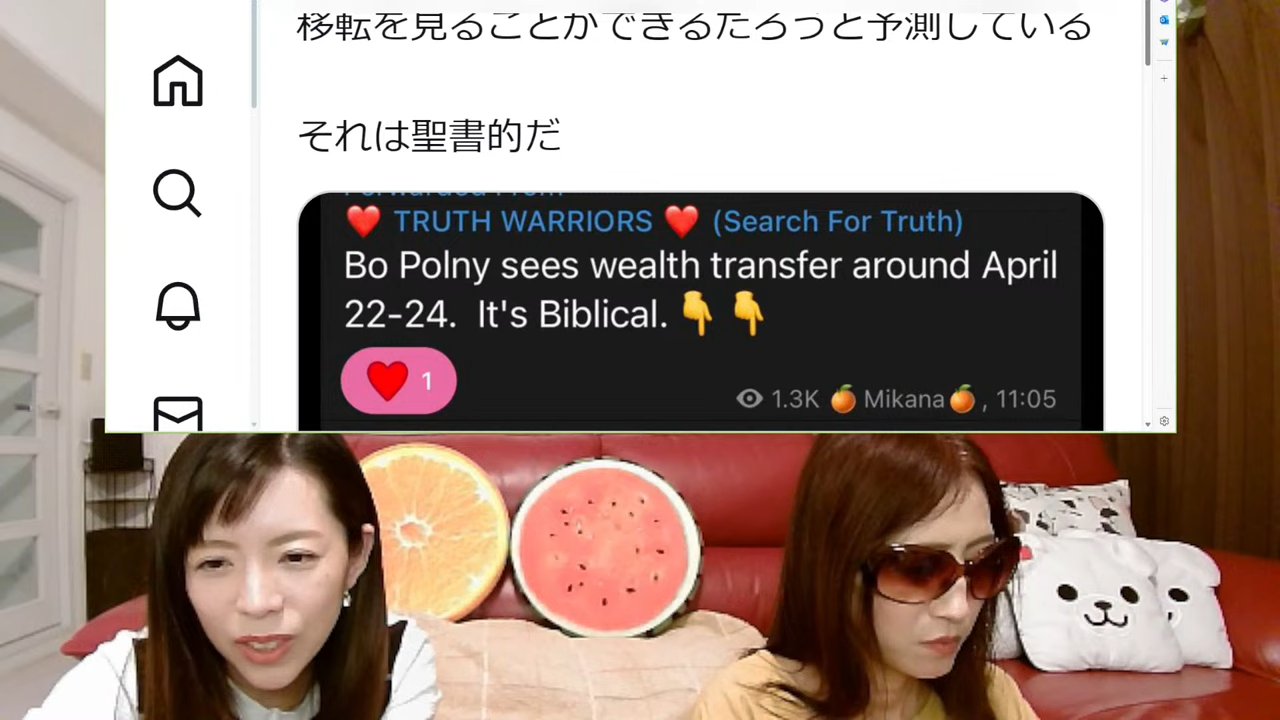 移転を見ることができるだろうと予測している
それは聖書的だ
Forwarded From
❤️ TRUTH WARRIORS ❤️ (Search For Truth)
Bo Polny sees wealth transfer around April
22-24. It's Biblical. 👇 👇
❤️ 1
1.3K 🍊 Mikana🍊 , 11:05